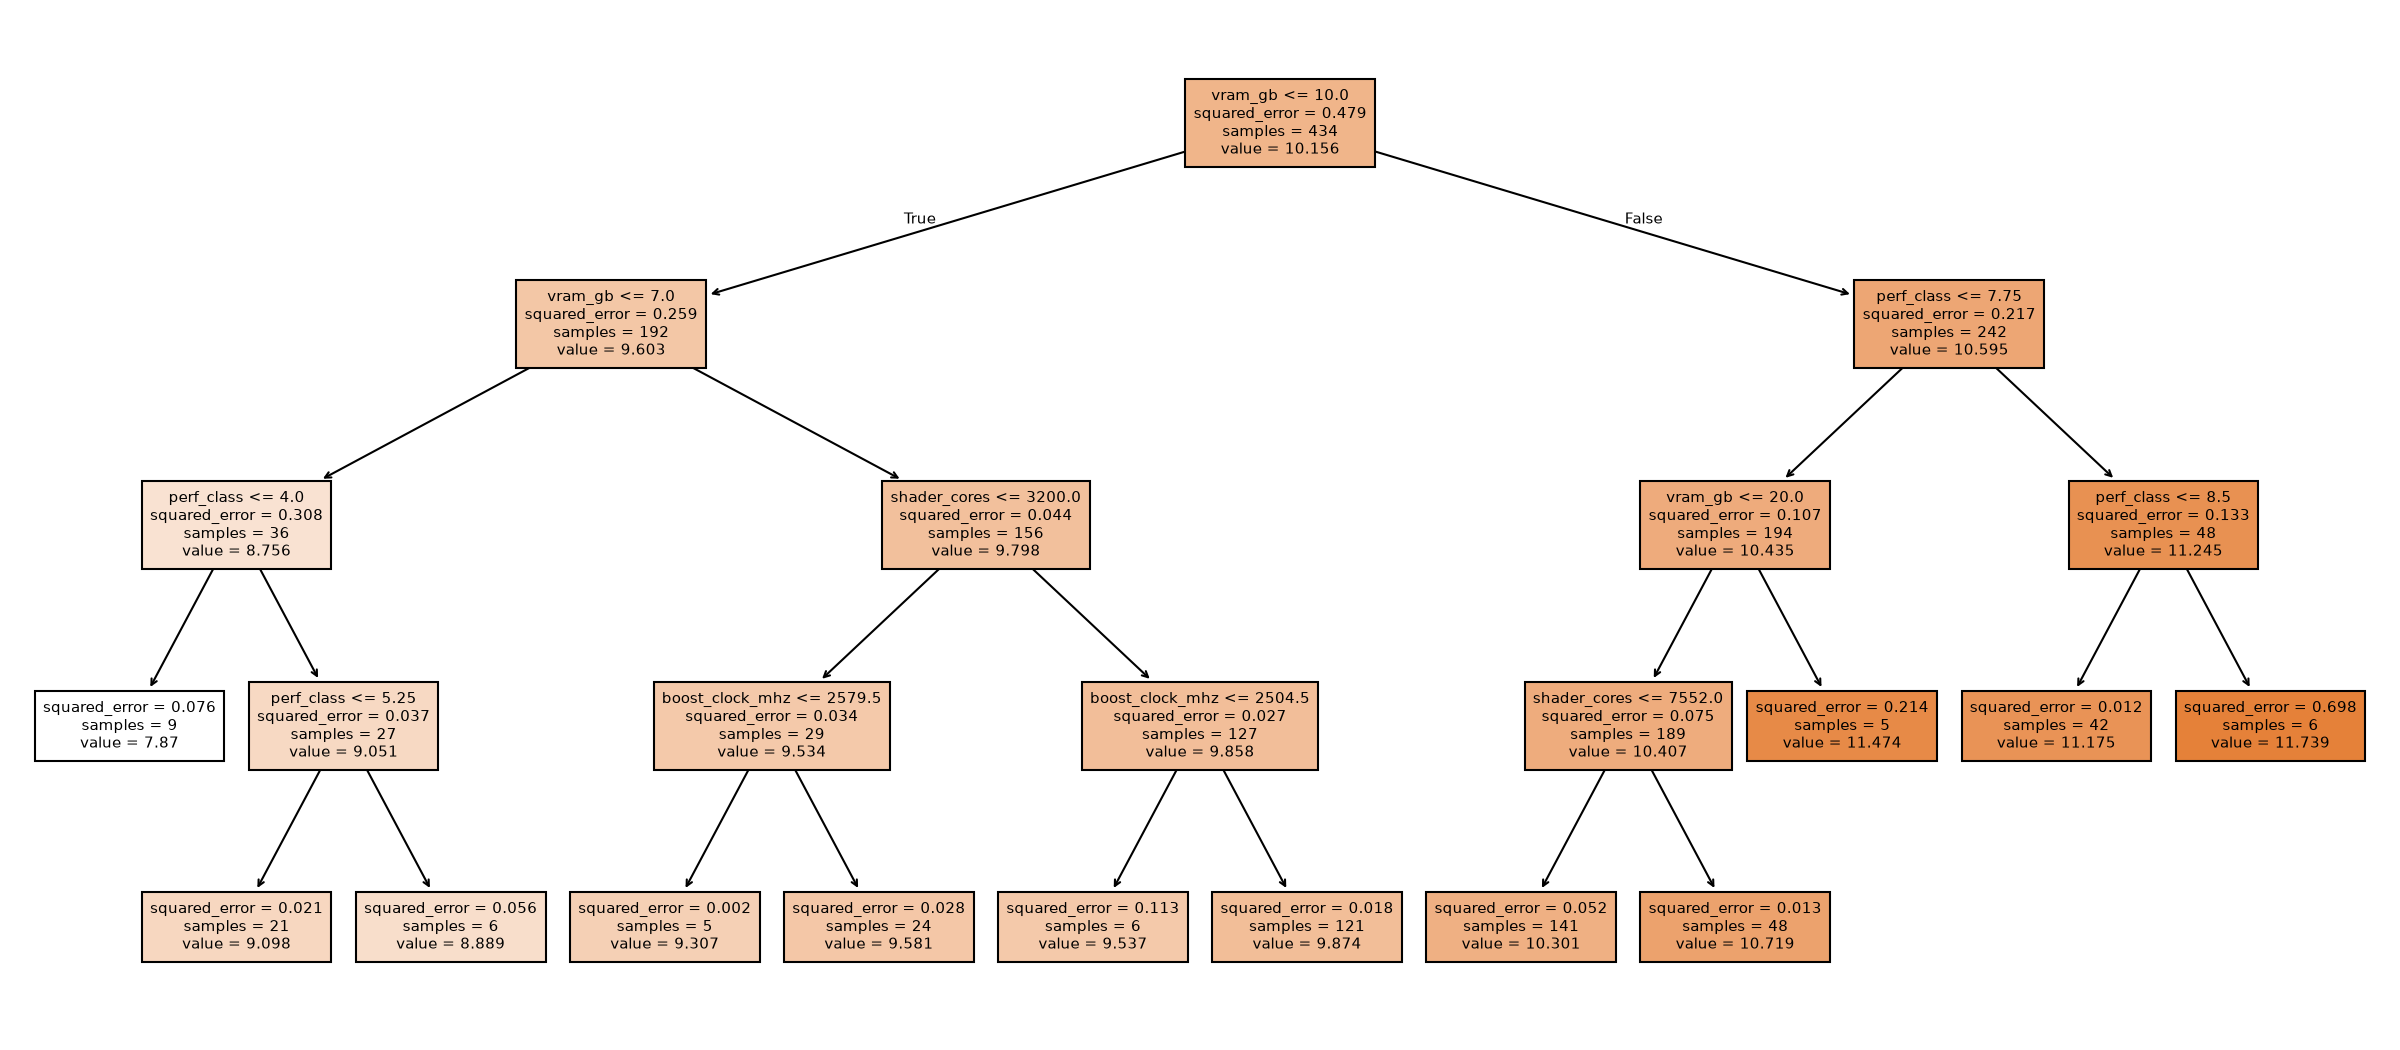 vram_gb <= 10.0
squared_error = 0.479
samples = 434
value = 10.156
True
False
vram_gb <= 7.0
squared_error = 0.259
samples = 192
value = 9.603
perf_class <= 7.75
squared_error = 0.217
samples = 242
value = 10.595
perf_class <= 4.0
squared_error = 0.308
samples = 36
value = 8.756
shader_cores <= 3200.0
squared_error = 0.044
samples = 156
value = 9.798
vram_gb <= 20.0
squared_error = 0.107
samples = 194
value = 10.435
perf_class <= 8.5
squared_error = 0.133
samples = 48
value = 11.245
squared_error = 0.076
samples = 9
value = 7.87
perf_class <= 5.25
squared_error = 0.037
samples = 27
value = 9.051
boost_clock_mhz <= 2579.5
squared_error = 0.034
samples = 29
value = 9.534
boost_clock_mhz <= 2504.5
squared_error = 0.027
samples = 127
value = 9.858
shader_cores <= 7552.0
squared_error = 0.075
samples = 189
value = 10.407
squared_error = 0.214
samples = 5
value = 11.474
squared_error = 0.012
samples = 42
value = 11.175
squared_error = 0.698
samples = 6
value = 11.739
squared_error = 0.021
samples = 21
value = 9.098
squared_error = 0.056
samples = 6
value = 8.889
squared_error = 0.002
samples = 5
value = 9.307
squared_error = 0.028
samples = 24
value = 9.581
squared_error = 0.113
samples = 6
value = 9.537
squared_error = 0.018
samples = 121
value = 9.874
squared_error = 0.052
samples = 141
value = 10.301
squared_error = 0.013
samples = 48
value = 10.719